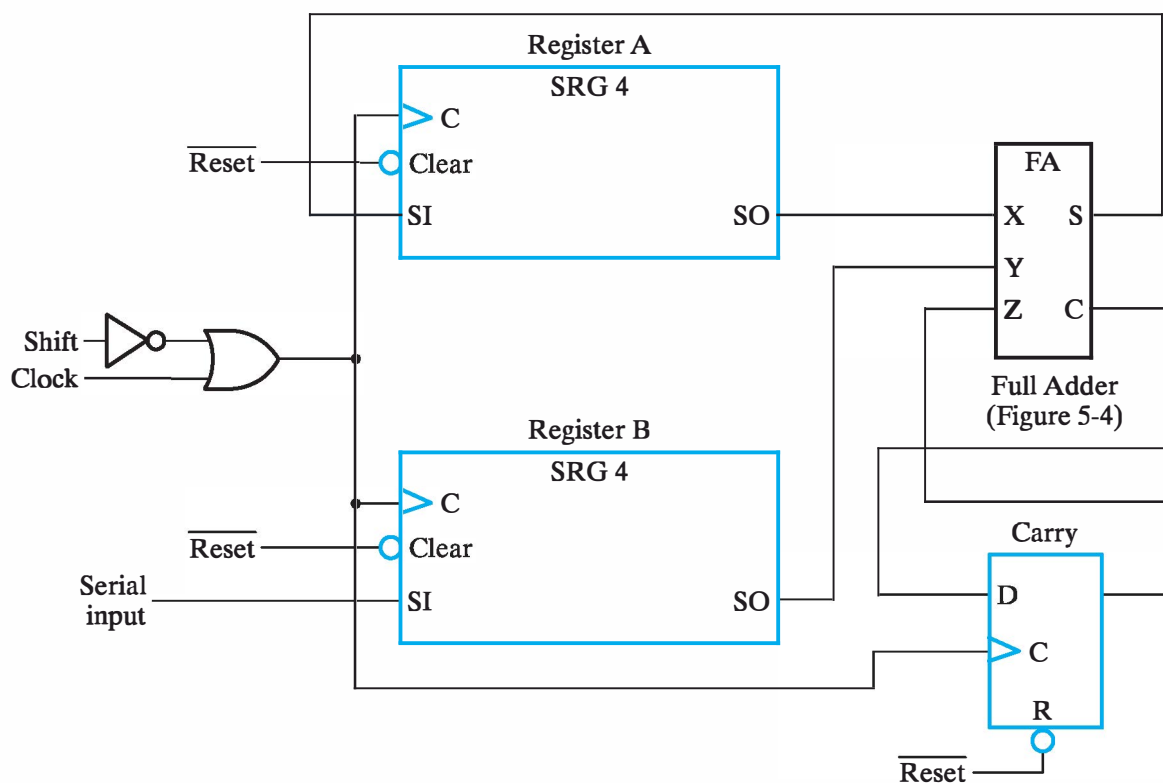 Register A
SRG 4
C
Reset
Clear
SI
SO
FA
X
S
Y
Z
C
Shift
Clock
Full Adder
(Figure 5-4)
Register B
SRG 4
C
Reset
Clear
Serial
input
SI
SO
Carry
D
C
R
Reset